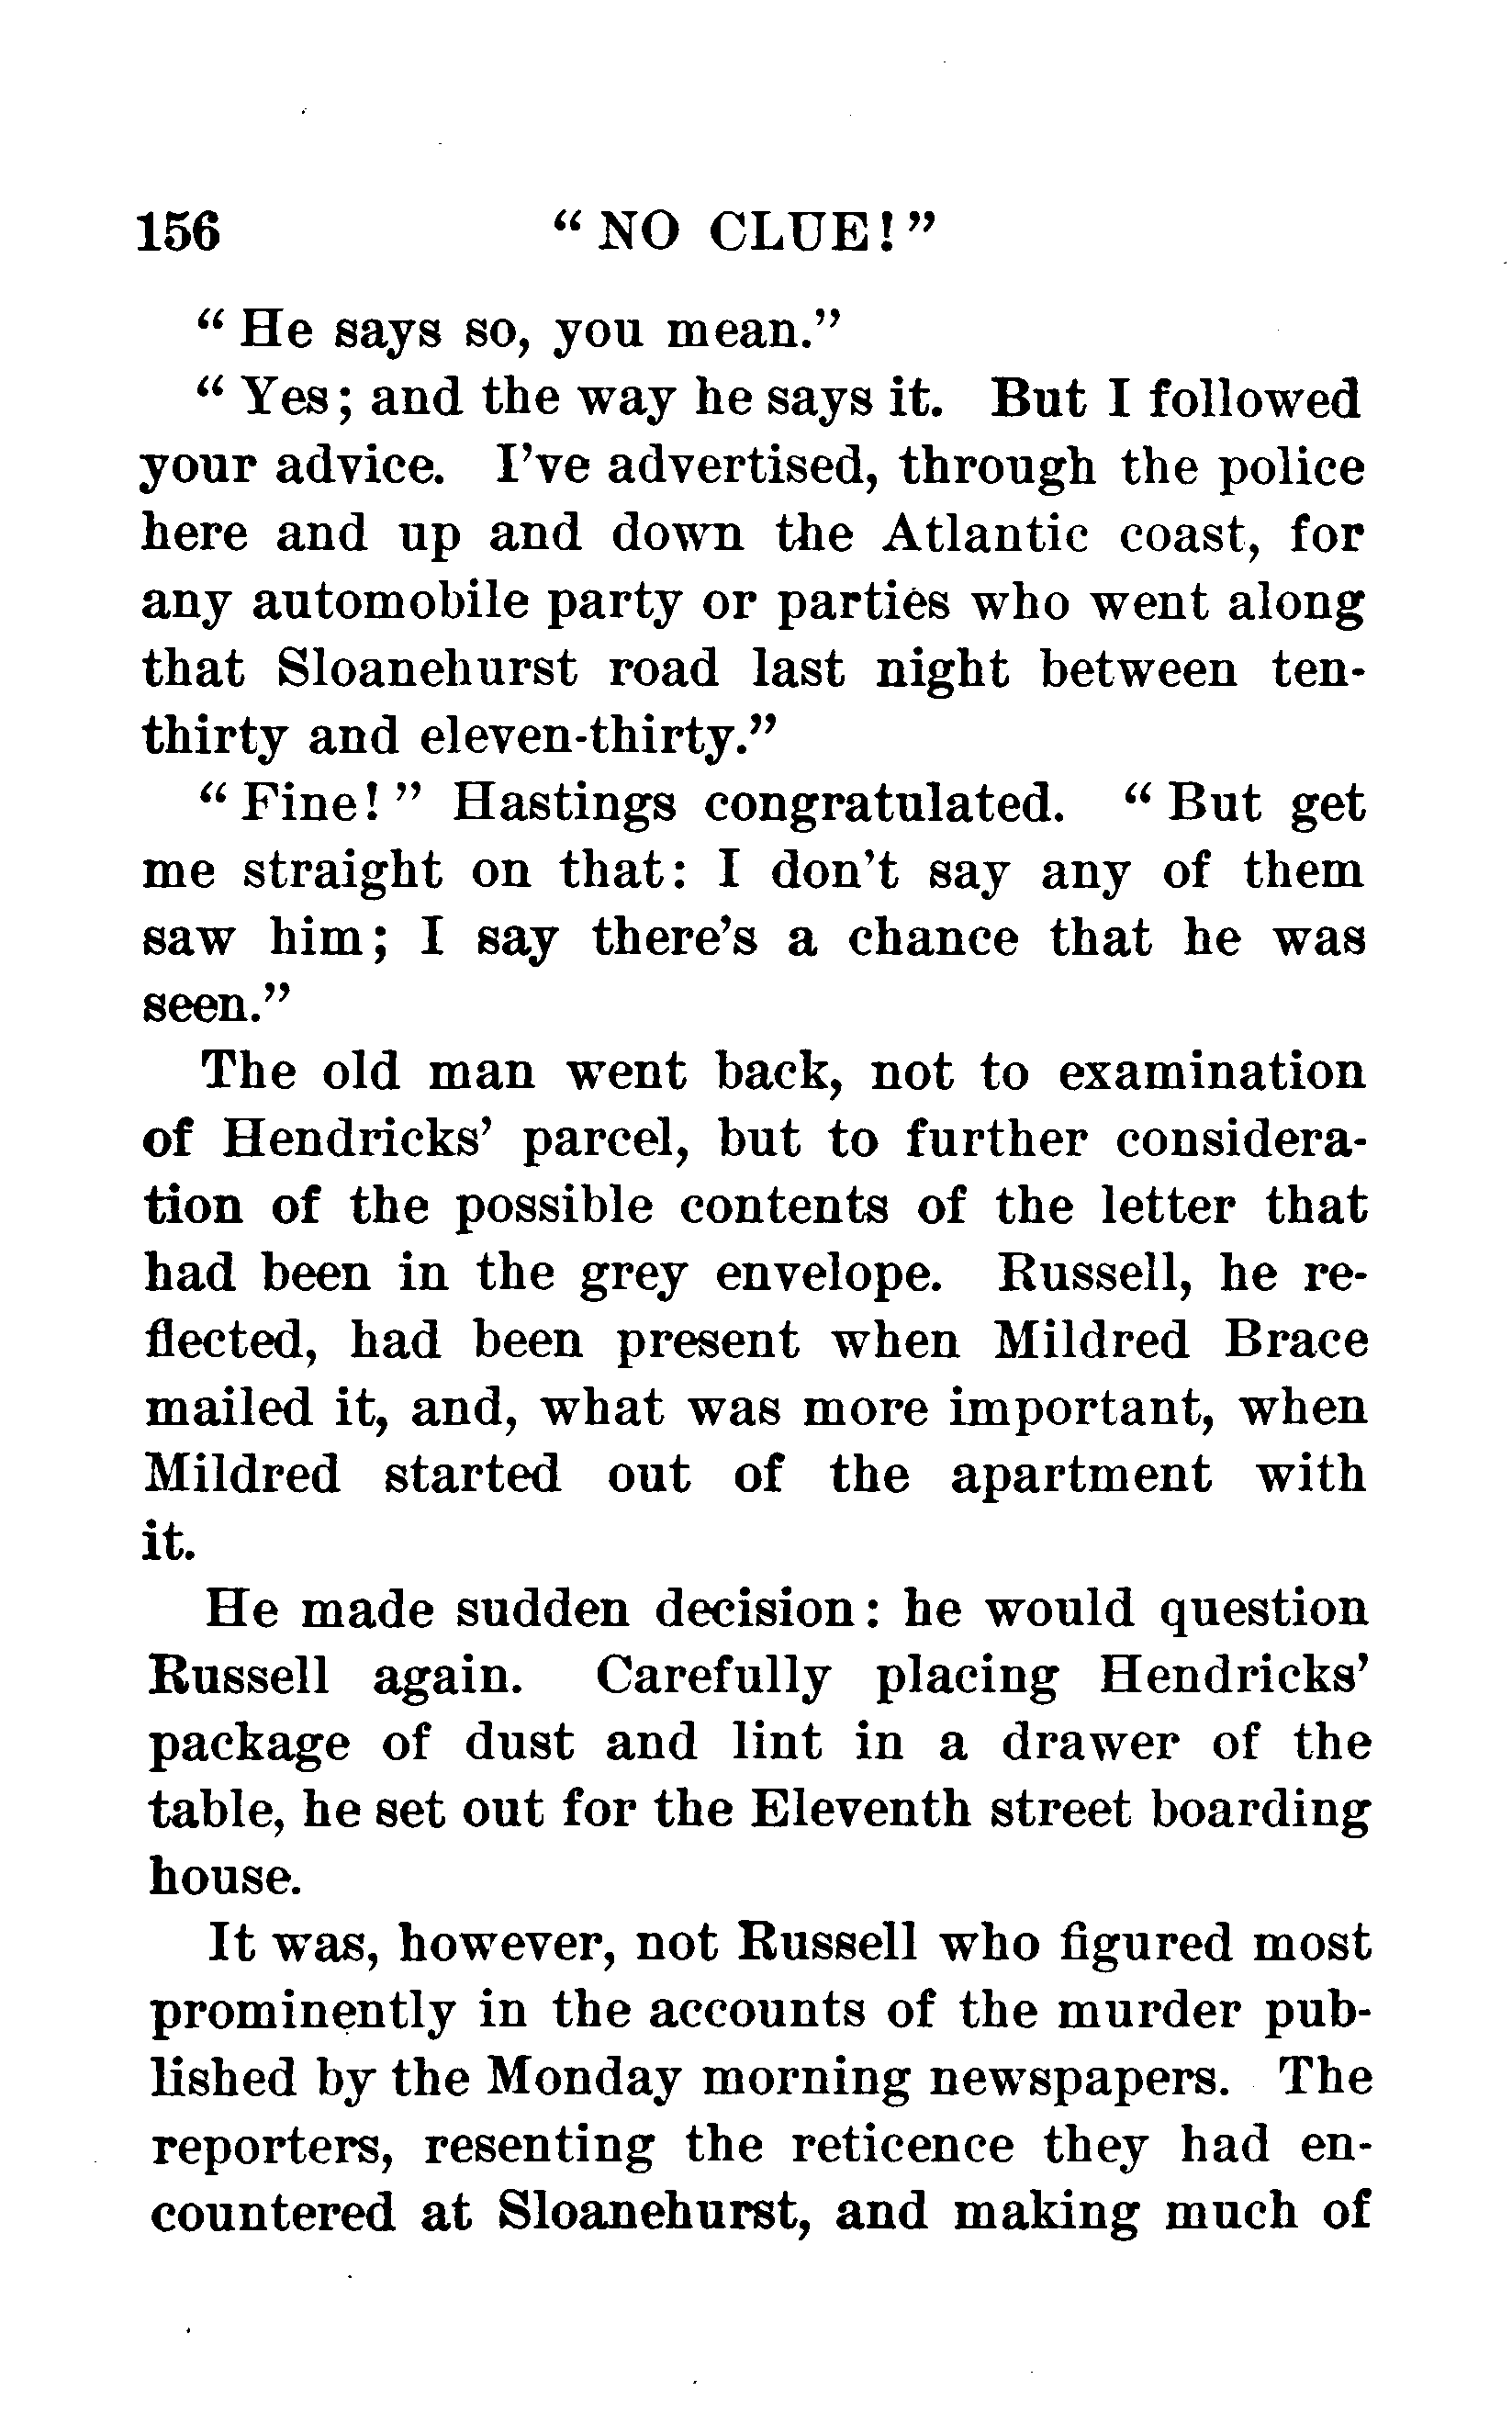 156 “ NO CLUE! ”
“ He says so, you mean.”
“ Yes; and the way he says it. But I followed
your advice. I’ve advertised, through the police
here and up and down the Atlantic coast, for
any automobile party or parties who went along
that Sloanehurst road last night between ten-
thirty and eleven-thirty.”
“ Fine! ” Hastings congratulated. “ But get
me straight on that: I don’t say any of them
saw him; I say there’s a chance that he was
seen.”
The old man went back, not to examination
of Hendricks’ parcel, but to further considera-
tion of the possible contents of the letter that
had been in the grey envelope. Russell, he re-
flected, had been present when Mildred Brace
mailed it, and, what was more important, when
Mildred started out of the apartment with
it.
He made sudden decision: he would question
Russell again. Carefully placing Hendricks’
package of dust and lint in a drawer of the
table, he set out for the Eleventh street boarding
house.
It was, however, not Russell who figured most
prominently in the accounts of the murder pub-
lished by the Monday morning newspapers. The
reporters, resenting the reticence they had en-
countered at Sloanehurst, and making much of